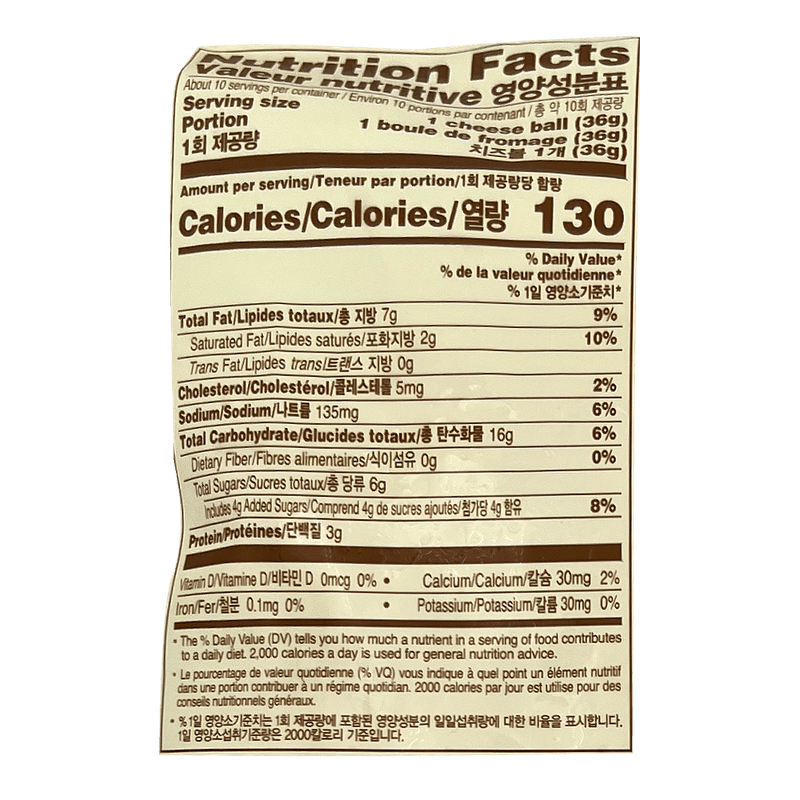 Nutrition Facts
Valeur nutritive 영양성분표
About 10 servings per container / Environ 10 portions par contenant / 총 약 10회 제공량
Serving size 1 cheese ball (36g)
Portion 1 boule de fromage (36g)
1회 제공량 치즈볼 1개 (36g)
Amount per serving/Teneur par portion/1회 제공량당 함량
Calories/Calories/열량 130
% Daily Value*
% de la valeur quotidienne*
% 1일 영양소기준치*
Total Fat/Lipides totaux/총 지방 7g 9%
Saturated Fat/Lipides saturés/포화지방 2g 10%
Trans Fat/Lipides trans/트랜스 지방 0g
Cholesterol/Cholestérol/콜레스테롤 5mg 2%
Sodium/Sodium/나트륨 135mg 6%
Total Carbohydrate/Glucides totaux/총 탄수화물 16g 6%
Dietary Fiber/Fibres alimentaires/식이섬유 0g 0%
Total Sugars/Sucres totaux/총 당류 6g
Includes 4g Added Sugars/Comprend 4g de sucres ajoutés/첨가당 4g 함유 8%
Protein/Protéines/단백질 3g
Vitamin D/Vitamine D/비타민 D 0mcg 0% • Calcium/Calcium/칼슘 30mg 2%
Iron/Fer/철분 0.1mg 0% • Potassium/Potassium/칼륨 30mg 0%
* The % Daily Value (DV) tells you how much a nutrient in a serving of food contributes
to a daily diet. 2,000 calories a day is used for general nutrition advice.
* Le pourcentage de valeur quotidienne (% VQ) vous indique à quel point un élément nutritif
dans une portion contribuer à un régime quotidian. 2000 calories par jour est utilise pour des
conseils nutritionnels généraux.
* % 1일 영양소기준치는 1회 제공량에 포함된 영양성분의 일일섭취량에 대한 비율을 표시합니다.
1일 영양소섭취기준량은 2000칼로리 기준입니다.